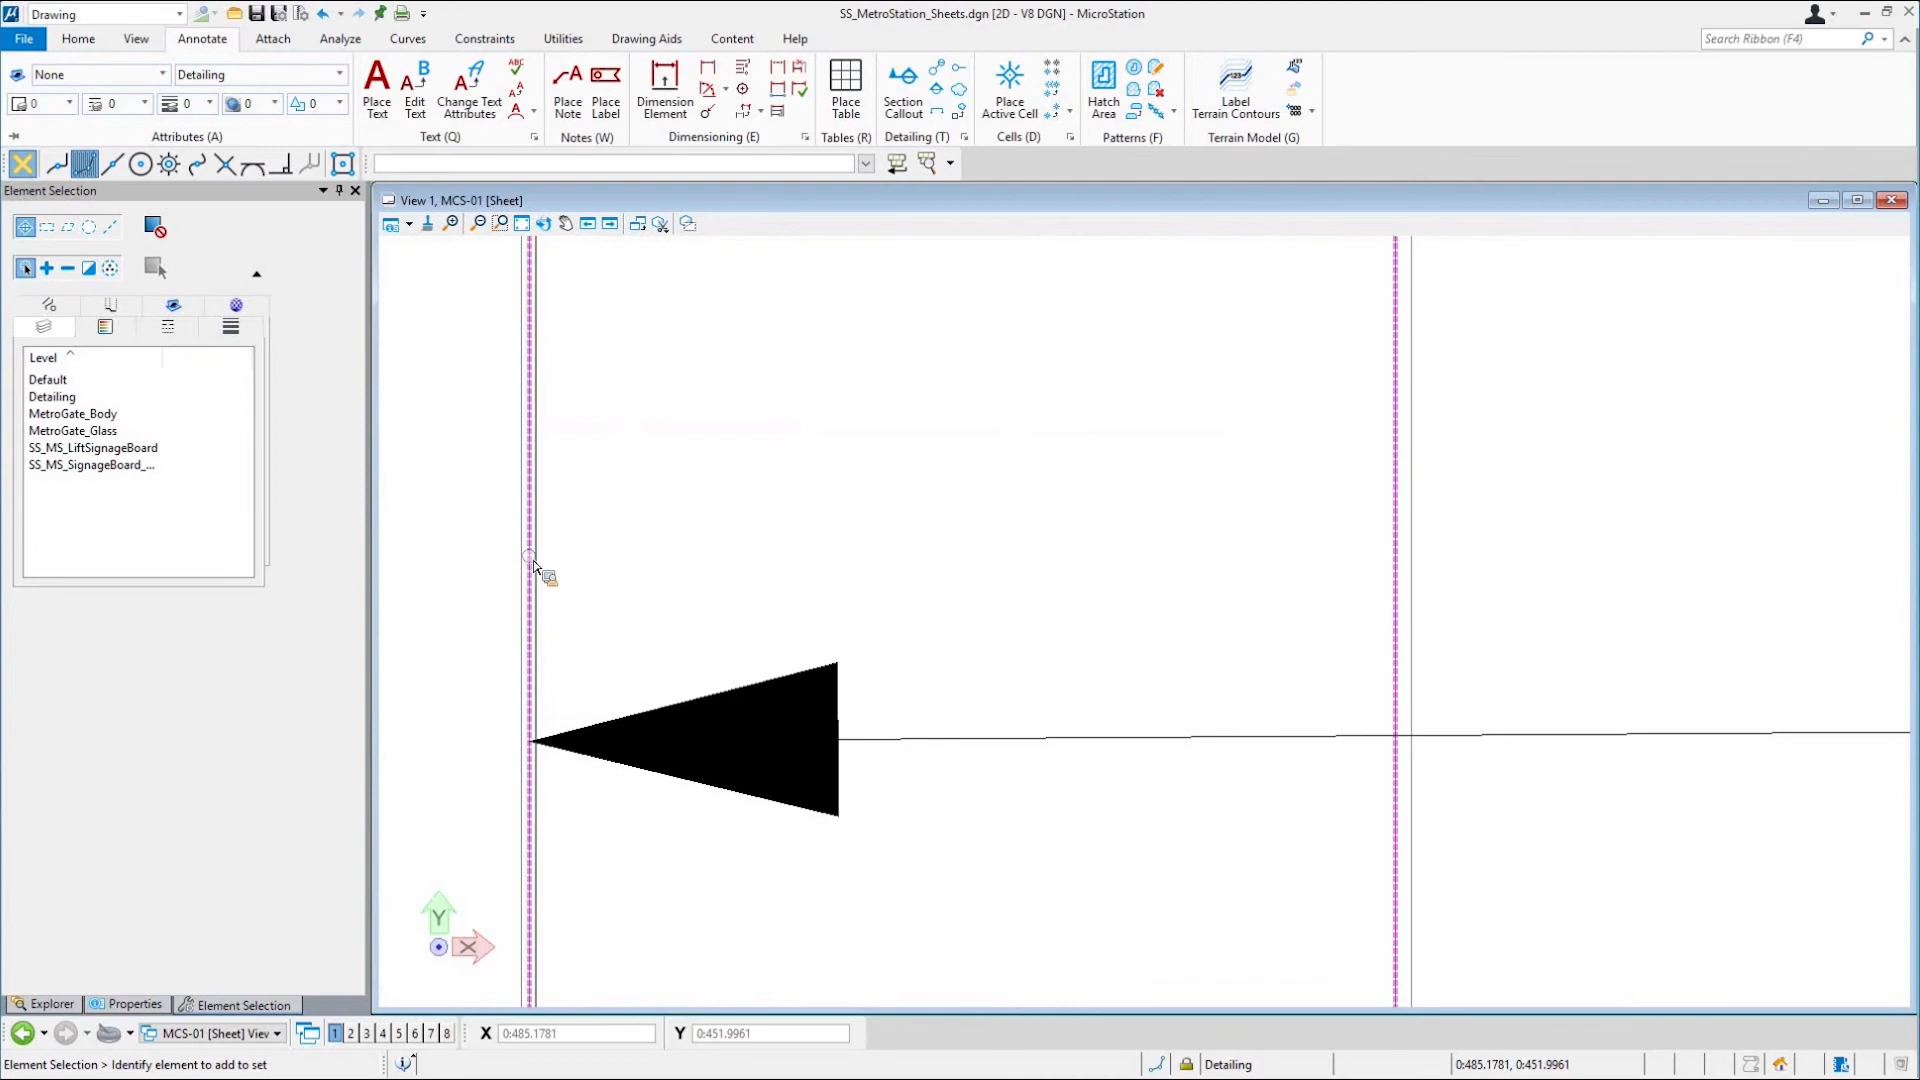 Drawing
SS_MetroStation_Sheets.dgn [2D - V8 DGN] - MicroStation
File Home View Annotate Attach Analyze Curves Constraints Utilities Drawing Aids Content Help
Search Ribbon (F4)
None Detailing
0 0 0 0 0
Attributes (A)
Place Text
Edit Text
Change Text Attributes
Text (Q)
Place Note
Place Label
Notes (W)
Dimension Element
Dimensioning (E)
Place Table
Tables (R)
Section Callout
Detailing (T)
Place Active Cell
Cells (D)
Hatch Area
Patterns (F)
Label Terrain Contours
Terrain Model (G)
Element Selection
View 1, MCS-01 [Sheet]
Level
Default
Detailing
MetroGate_Body
MetroGate_Glass
SS_MS_LiftSignageBoard
SS_MS_SignageBoard_...
Y
X
Explorer Properties Element Selection
MCS-01 [Sheet] View 1 2 3 4 5 6 7 8 X 0:485.1781 Y 0:451.9961
Element Selection > Identify element to add to set
Detailing
0:485.1781, 0:451.9961